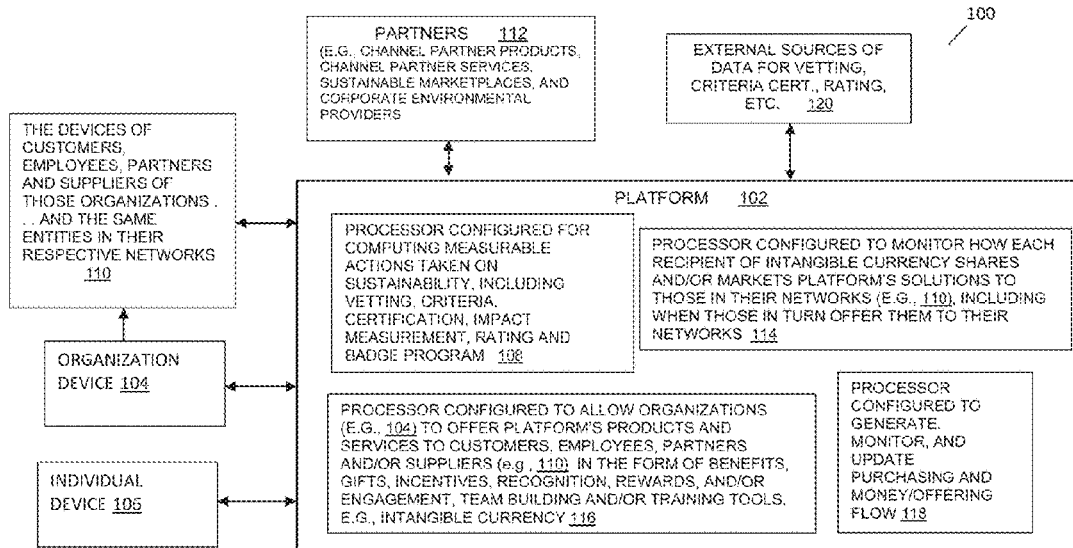 100
PARTNERS 112
(E.G., CHANNEL PARTNER PRODUCTS,
CHANNEL PARTNER SERVICES,
SUSTAINABLE MARKETPLACES, AND
CORPORATE ENVIRONMENTAL
PROVIDERS
EXTERNAL SOURCES OF
DATA FOR VETTING,
CRITERIA CERT., RATING,
ETC. 120
THE DEVICES OF
CUSTOMERS,
EMPLOYEES, PARTNERS
AND SUPPLIERS OF
THOSE ORGANIZATIONS .
. . AND THE SAME
ENTITIES IN THEIR
RESPECTIVE NETWORKS
110
PLATFORM 102
PROCESSOR CONFIGURED FOR
COMPUTING MEASURABLE
ACTIONS TAKEN ON
SUSTAINABILITY, INCLUDING
VETTING, CRITERIA,
CERTIFICATION, IMPACT
MEASUREMENT, RATING AND
BADGE PROGRAM 108
PROCESSOR CONFIGURED TO MONITOR HOW EACH
RECIPIENT OF INTANGIBLE CURRENCY SHARES
AND/OR MARKETS PLATFORM'S SOLUTIONS TO
THOSE IN THEIR NETWORKS (E.G., 110), INCLUDING
WHEN THOSE IN TURN OFFER THEM TO THEIR
NETWORKS 114
ORGANIZATION
DEVICE 104
PROCESSOR CONFIGURED TO ALLOW ORGANIZATIONS
(E.G., 104) TO OFFER PLATFORM'S PRODUCTS AND
SERVICES TO CUSTOMERS, EMPLOYEES, PARTNERS
AND/OR SUPPLIERS (e.g., 110) IN THE FORM OF BENEFITS,
GIFTS, INCENTIVES, RECOGNITION, REWARDS, AND/OR
ENGAGEMENT, TEAM BUILDING AND/OR TRAINING TOOLS,
E.G., INTANGIBLE CURRENCY 116
PROCESSOR
CONFIGURED TO
GENERATE,
MONITOR, AND
UPDATE
PURCHASING AND
MONEY/OFFERING
FLOW 118
INDIVIDUAL
DEVICE 106